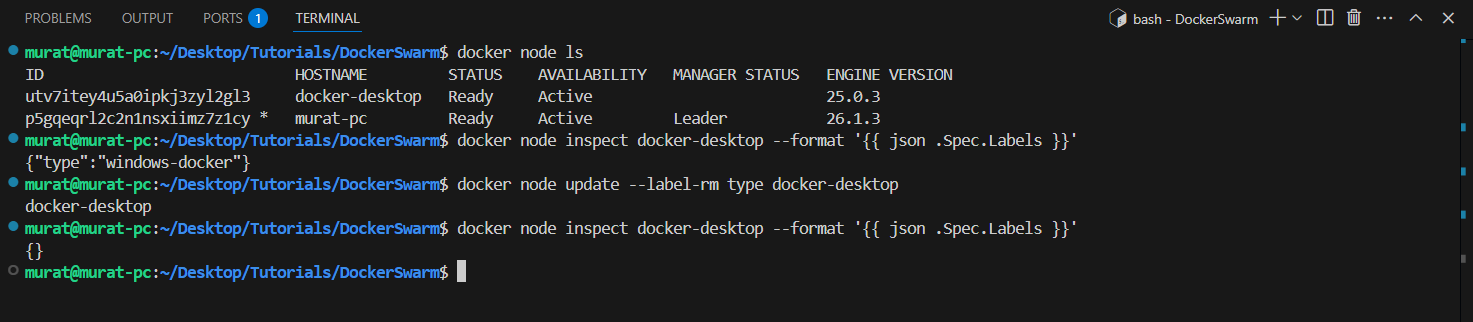 PROBLEMS OUTPUT PORTS 1 TERMINAL bash - DockerSwarm
murat@murat-pc:~/Desktop/Tutorials/DockerSwarm$ docker node ls
ID HOSTNAME STATUS AVAILABILITY MANAGER STATUS ENGINE VERSION
utv7itey4u5a0ipkj3zyl2gl3 docker-desktop Ready Active 25.0.3
p5gqeqrl2c2n1nsxiimz7z1cy * murat-pc Ready Active Leader 26.1.3
murat@murat-pc:~/Desktop/Tutorials/DockerSwarm$ docker node inspect docker-desktop --format '{{ json .Spec.Labels }}'
{"type":"windows-docker"}
murat@murat-pc:~/Desktop/Tutorials/DockerSwarm$ docker node update --label-rm type docker-desktop
docker-desktop
murat@murat-pc:~/Desktop/Tutorials/DockerSwarm$ docker node inspect docker-desktop --format '{{ json .Spec.Labels }}'
{}
murat@murat-pc:~/Desktop/Tutorials/DockerSwarm$